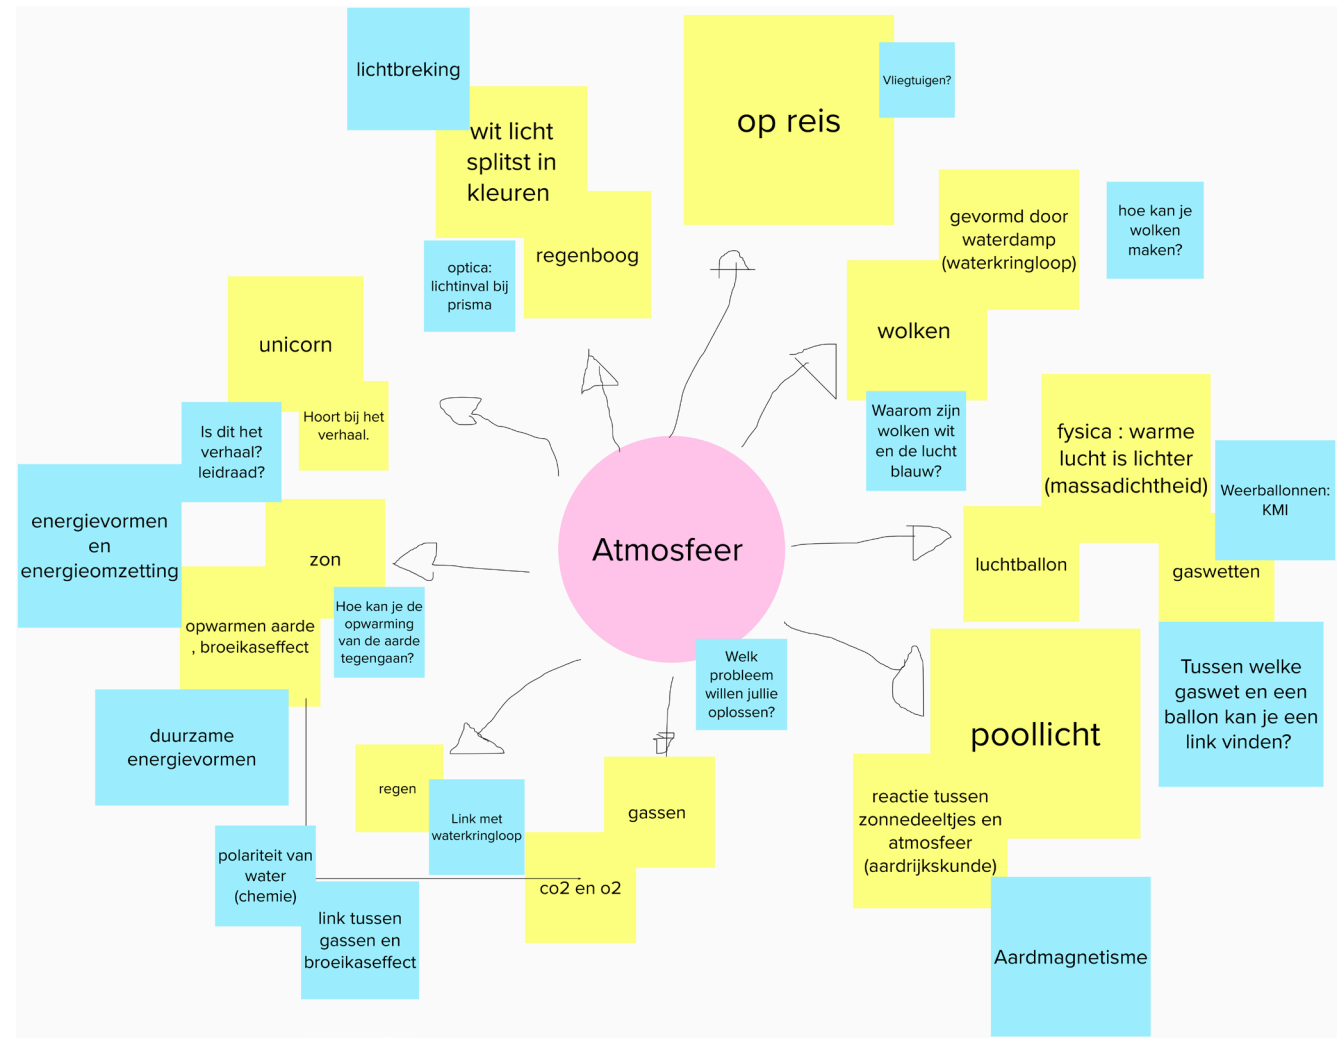 lichtbreking
wit licht
splitst in
kleuren
regenboog
optica:
lichtinval bij
prisma
op reis
Vliegtuigen?
gevormd door
waterdamp
(waterkringloop)
hoe kan je
wolken
maken?
wolken
Waarom zijn
wolken wit
en de lucht
blauw?
unicorn
Hoort bij het
verhaal.
Is dit het
verhaal?
leidraad?
fysica : warme
lucht is lichter
(massadichtheid)
Weerballonnen:
KMI
luchtballon
gaswetten
Tussen welke
gaswet en een
ballon kan je een
link vinden?
energievormen
en
energieomzetting
zon
opwarmen aarde
, broeikaseffect
Hoe kan je de
opwarming
van de aarde
tegengaan?
duurzame
energievormen
Atmosfeer
Welk
probleem
willen jullie
oplossen?
poollicht
reactie tussen
zonnedeeltjes en
atmosfeer
(aardrijkskunde)
Aardmagnetisme
regen
Link met
waterkringloop
gassen
co2 en o2
polariteit van
water
(chemie)
link tussen
gassen en
broeikaseffect